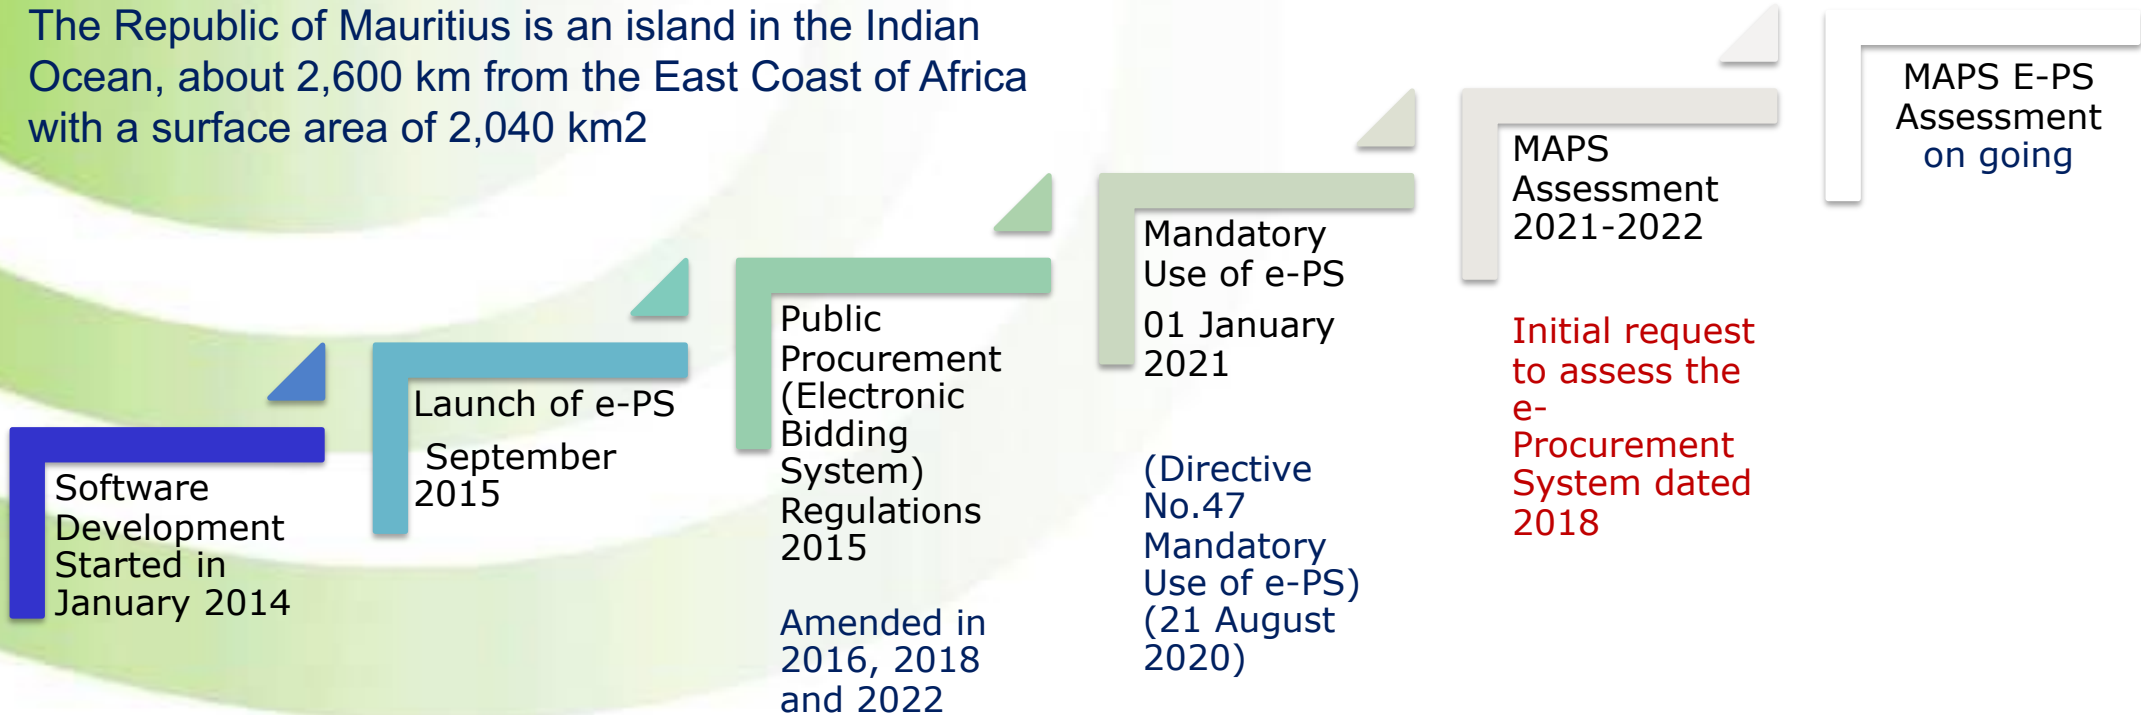 The Republic of Mauritius is an island in the Indian
Ocean, about 2,600 km from the East Coast of Africa
with a surface area of 2,040 km2
Software
Development
Started in
January 2014
Launch of e-PS
September
2015
Public
Procurement
(Electronic
Bidding
System)
Regulations
2015
Amended in
2016, 2018
and 2022
Mandatory
Use of e-PS
01 January
2021
(Directive
No.47
Mandatory
Use of e-PS)
(21 August
2020)
MAPS
Assessment
2021-2022
Initial request
to assess the
e-
Procurement
System dated
2018
MAPS E-PS
Assessment
on going